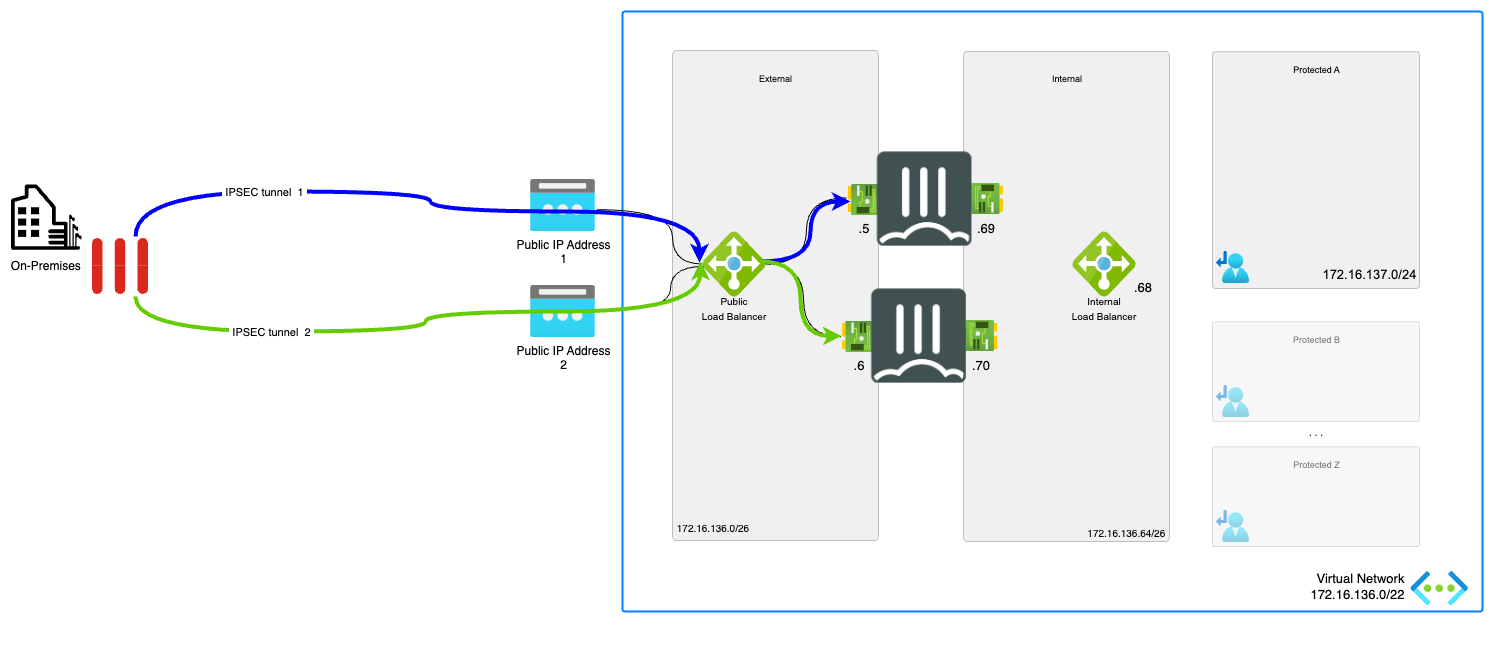 On-Premises
IPSEC tunnel 1
IPSEC tunnel 2
Public IP Address
1
Public IP Address
2
External
Public
Load Balancer
172.16.136.0/26
.5
.69
.6
.70
Internal
Internal
Load Balancer
.68
172.16.136.64/26
Protected A
172.16.137.0/24
Protected B
...
Protected Z
Virtual Network
172.16.136.0/22